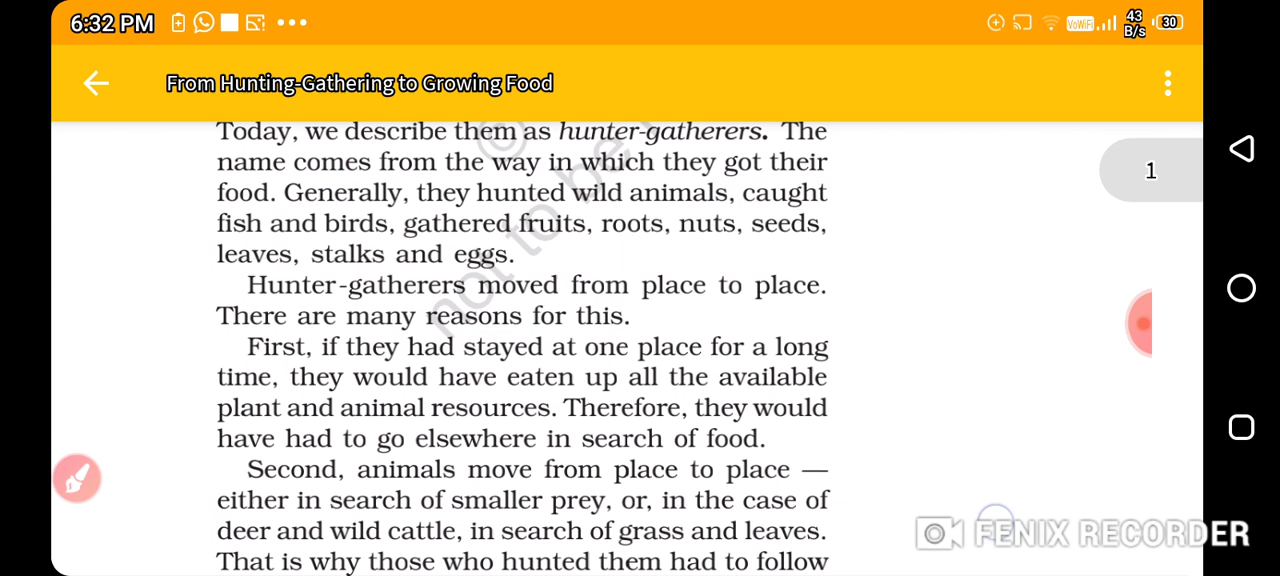 6:32 PM
VoWiFi 43 B/s 30
From Hunting-Gathering to Growing Food
Today, we describe them as hunter-gatherers. The
name comes from the way in which they got their
food. Generally, they hunted wild animals, caught
fish and birds, gathered fruits, roots, nuts, seeds,
leaves, stalks and eggs.
Hunter-gatherers moved from place to place.
There are many reasons for this.
First, if they had stayed at one place for a long
time, they would have eaten up all the available
plant and animal resources. Therefore, they would
have had to go elsewhere in search of food.
Second, animals move from place to place —
either in search of smaller prey, or, in the case of
deer and wild cattle, in search of grass and leaves.
That is why those who hunted them had to follow
1
© not to be
FENIX RECORDER